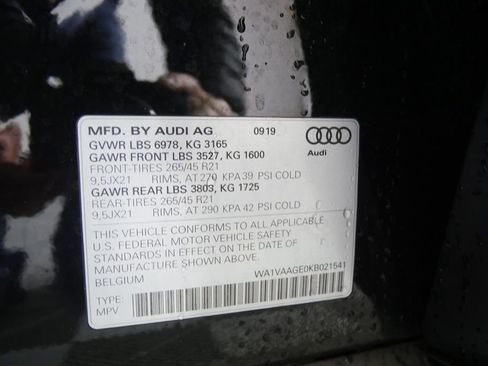 MFD. BY AUDI AG 0919
GVWR LBS 6978, KG 3165
GAWR FRONT LBS 3527, KG 1600
FRONT-TIRES 265/45 R21
9,5JX21 RIMS, AT 270 KPA 39 PSI COLD
GAWR REAR LBS 3803, KG 1725
REAR-TIRES 265/45 R21
9,5JX21 RIMS, AT 290 KPA 42 PSI COLD
Audi
THIS VEHICLE CONFORMS TO ALL APPLICABLE
U.S. FEDERAL MOTOR VEHICLE SAFETY
STANDARDS IN EFFECT ON THE DATE OF
MANUFACTURE SHOWN ABOVE.
BELGIUM WA1VAAGE0KB021541
TYPE:
MPV